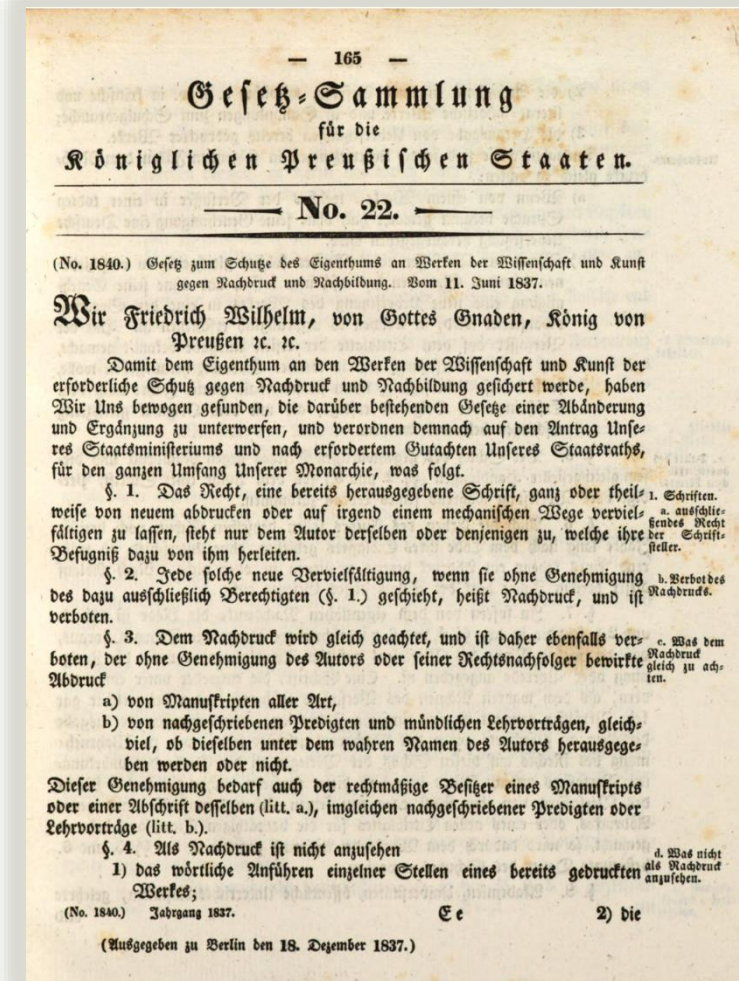 — 165 —
Gesetz-Sammlung
für die
Königlichen Preußischen Staaten.
No. 22.
(No. 1840.) Gesetz zum Schutze des Eigenthums an Werken der Wissenschaft und Kunst
gegen Nachdruck und Nachbildung. Vom 11. Juni 1837.
Wir Friedrich Wilhelm, von Gottes Gnaden, König von
Preußen ꝛc. ꝛc.
Damit dem Eigenthum an den Werken der Wissenschaft und Kunst der
erforderliche Schutz gegen Nachdruck und Nachbildung gesichert werde, haben
Wir Uns bewogen gefunden, die darüber bestehenden Gesetze einer Abänderung
und Ergänzung zu unterwerfen, und verordnen demnach auf den Antrag Unse-
res Staatsministeriums und nach erfordertem Gutachten Unseres Staatsraths,
für den ganzen Umfang Unserer Monarchie, was folgt.
§. 1. Das Recht, eine bereits herausgegebene Schrift, ganz oder theil-
weise von neuem abdrucken oder auf irgend einem mechanischen Wege verviel-
fältigen zu lassen, steht nur dem Autor derselben oder denjenigen zu, welche ihre
Befugniß dazu von ihm herleiten.
1. Schriften.
a. ausschlie-
ßendes Recht
der Schrift-
steller.
§. 2. Jede solche neue Vervielfältigung, wenn sie ohne Genehmigung
des dazu ausschließlich Berechtigten (§. 1.) geschieht, heißt Nachdruck, und ist
verboten.
b. Verbot des
Nachdrucks.
§. 3. Dem Nachdruck wird gleich geachtet, und ist daher ebenfalls ver-
boten, der ohne Genehmigung des Autors oder seiner Rechtsnachfolger bewirkte
Abdruck
c. Was dem
Nachdruck
gleich zu ach-
ten.
a) von Manuskripten aller Art,
b) von nachgeschriebenen Predigten und mündlichen Lehrvorträgen, gleich-
viel, ob dieselben unter dem wahren Namen des Autors herausgege-
ben werden oder nicht.
Dieser Genehmigung bedarf auch der rechtmäßige Besitzer eines Manuskripts
oder einer Abschrift desselben (litt. a.), imgleichen nachgeschriebener Predigten oder
Lehrvorträge (litt. b.).
§. 4. Als Nachdruck ist nicht anzusehen
1) das wörtliche Anführen einzelner Stellen eines bereits gedruckten
Werkes;
d. Was nicht
als Nachdruck
anzusehen.
(No. 1840.) Jahrgang 1837. E e 2) die
(Ausgegeben zu Berlin den 18. Dezember 1837.)